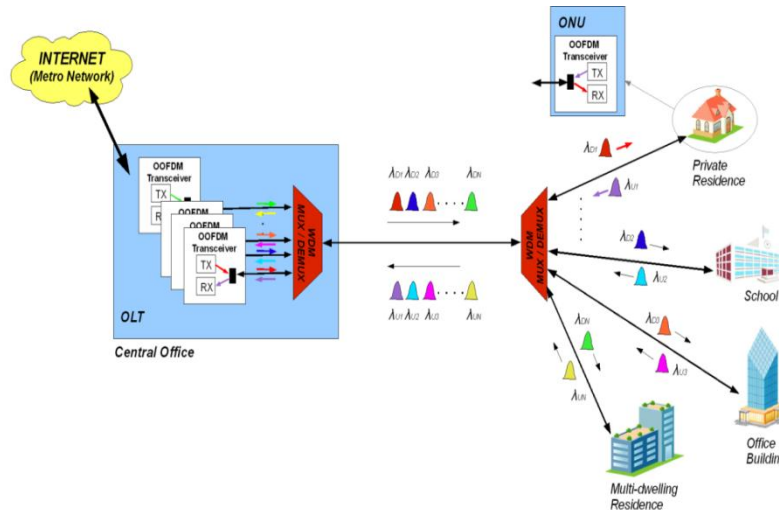 INTERNET
(Metro Network)
OLT
Central Office
OOFDM
Transceiver
TX
OOFDM
Transceiver
TX
RX
WDM
MUX / DEMUX
λD1 λD2 λD3 λDN
λU1 λU2 λU3 λUN
WDM
MUX / DEMUX
ONU
OOFDM
Transceiver
TX
RX
λD1
λU1
Private
Residence
λD2
λU2
School
λD3
λU3
Office
Building
λDN
λUN
Multi-dwelling
Residence